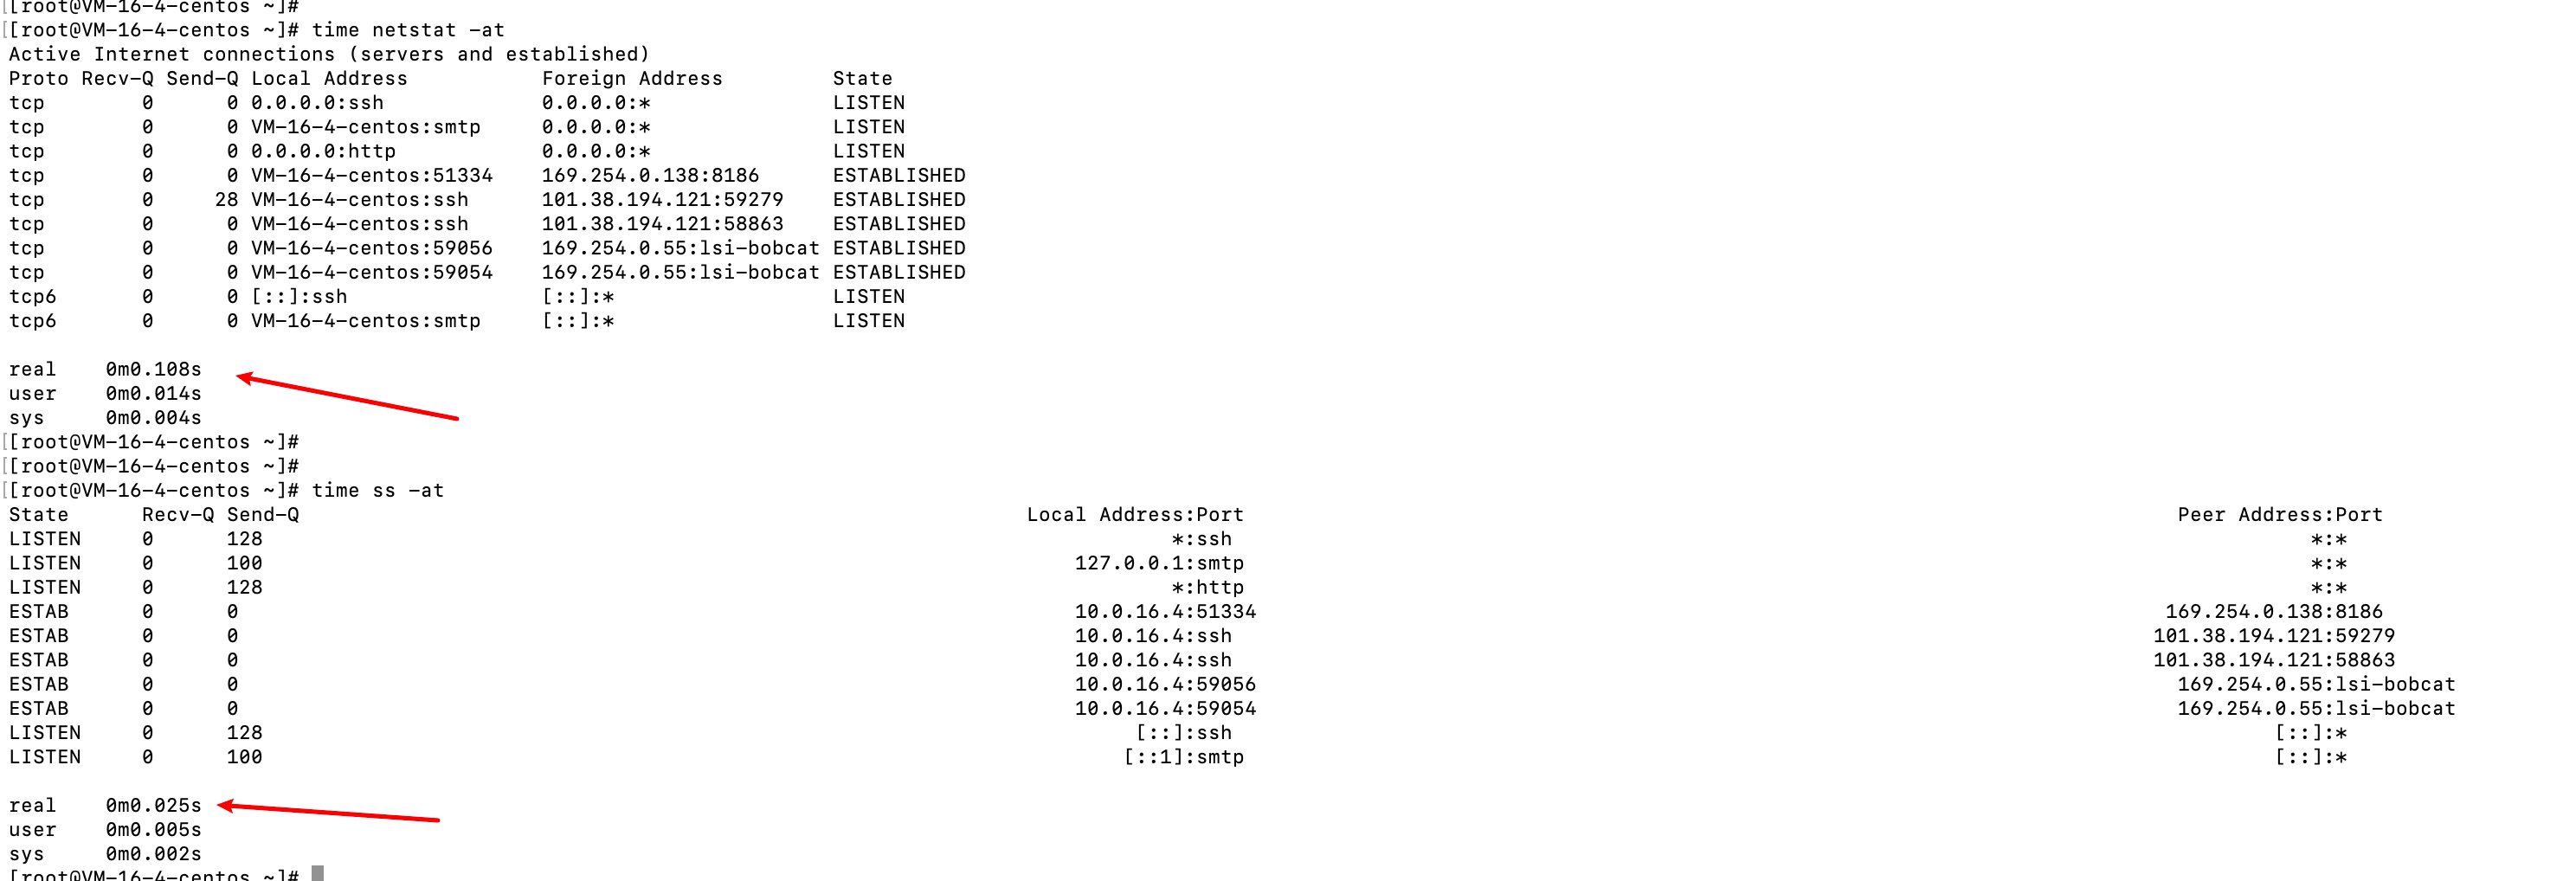 [[root@VM-16-4-centos ~]#
[[root@VM-16-4-centos ~]# time netstat -at
Active Internet connections (servers and established)
Proto Recv-Q Send-Q Local Address           Foreign Address         State
tcp        0      0 0.0.0.0:ssh             0.0.0.0:*               LISTEN
tcp        0      0 VM-16-4-centos:smtp     0.0.0.0:*               LISTEN
tcp        0      0 0.0.0.0:http            0.0.0.0:*               LISTEN
tcp        0      0 VM-16-4-centos:51334    169.254.0.138:8186      ESTABLISHED
tcp        0     28 VM-16-4-centos:ssh      101.38.194.121:59279    ESTABLISHED
tcp        0      0 VM-16-4-centos:ssh      101.38.194.121:58863    ESTABLISHED
tcp        0      0 VM-16-4-centos:59056    169.254.0.55:lsi-bobcat ESTABLISHED
tcp        0      0 VM-16-4-centos:59054    169.254.0.55:lsi-bobcat ESTABLISHED
tcp6       0      0 [::]:ssh                [::]:*                  LISTEN
tcp6       0      0 VM-16-4-centos:smtp     [::]:*                  LISTEN
real    0m0.108s
user    0m0.014s
sys     0m0.004s
[[root@VM-16-4-centos ~]#
[[root@VM-16-4-centos ~]#
[[root@VM-16-4-centos ~]# time ss -at
State      Recv-Q Send-Q Local Address:Port Peer Address:Port
LISTEN     0      128    *:ssh *:*
LISTEN     0      100    127.0.0.1:smtp *:*
LISTEN     0      128    *:http *:*
ESTAB      0      0      10.0.16.4:51334 169.254.0.138:8186
ESTAB      0      0      10.0.16.4:ssh 101.38.194.121:59279
ESTAB      0      0      10.0.16.4:ssh 101.38.194.121:58863
ESTAB      0      0      10.0.16.4:59056 169.254.0.55:lsi-bobcat
ESTAB      0      0      10.0.16.4:59054 169.254.0.55:lsi-bobcat
LISTEN     0      128    [::]:ssh [::]:*
LISTEN     0      100    [::1]:smtp [::]:*
real    0m0.025s
user    0m0.005s
sys     0m0.002s
[root@VM-16-4-centos ~]#